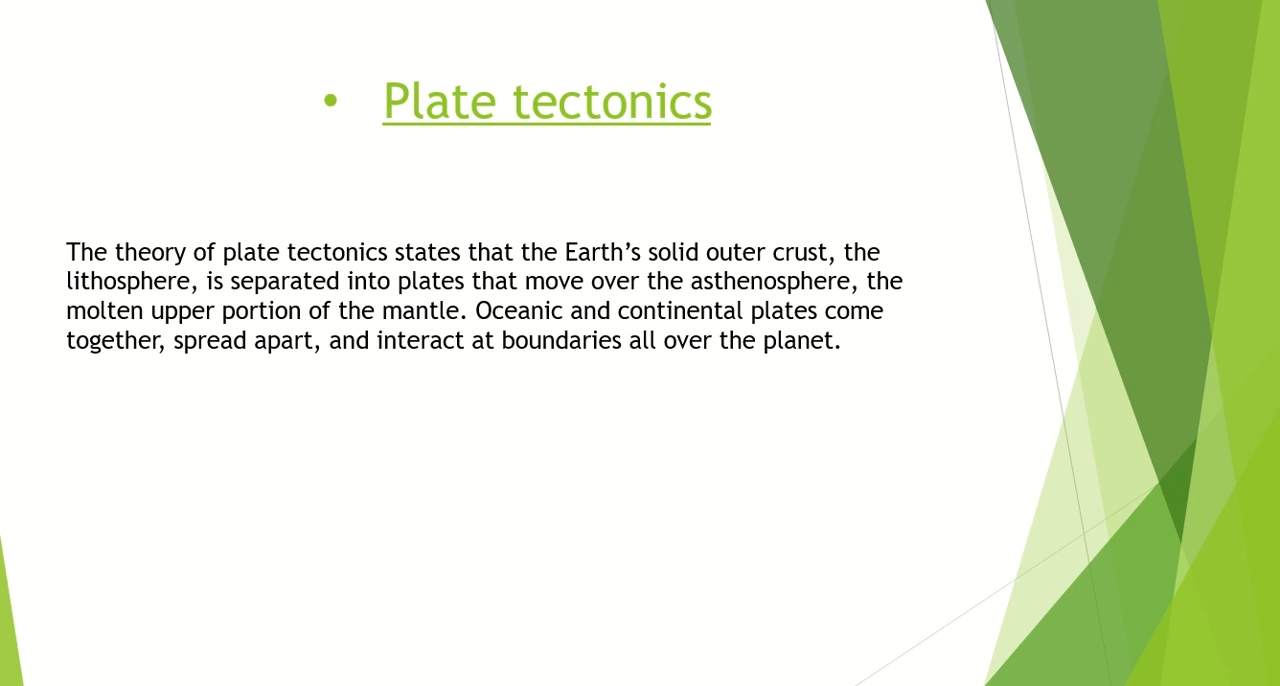 • Plate tectonics
The theory of plate tectonics states that the Earth’s solid outer crust, the
lithosphere, is separated into plates that move over the asthenosphere, the
molten upper portion of the mantle. Oceanic and continental plates come
together, spread apart, and interact at boundaries all over the planet.